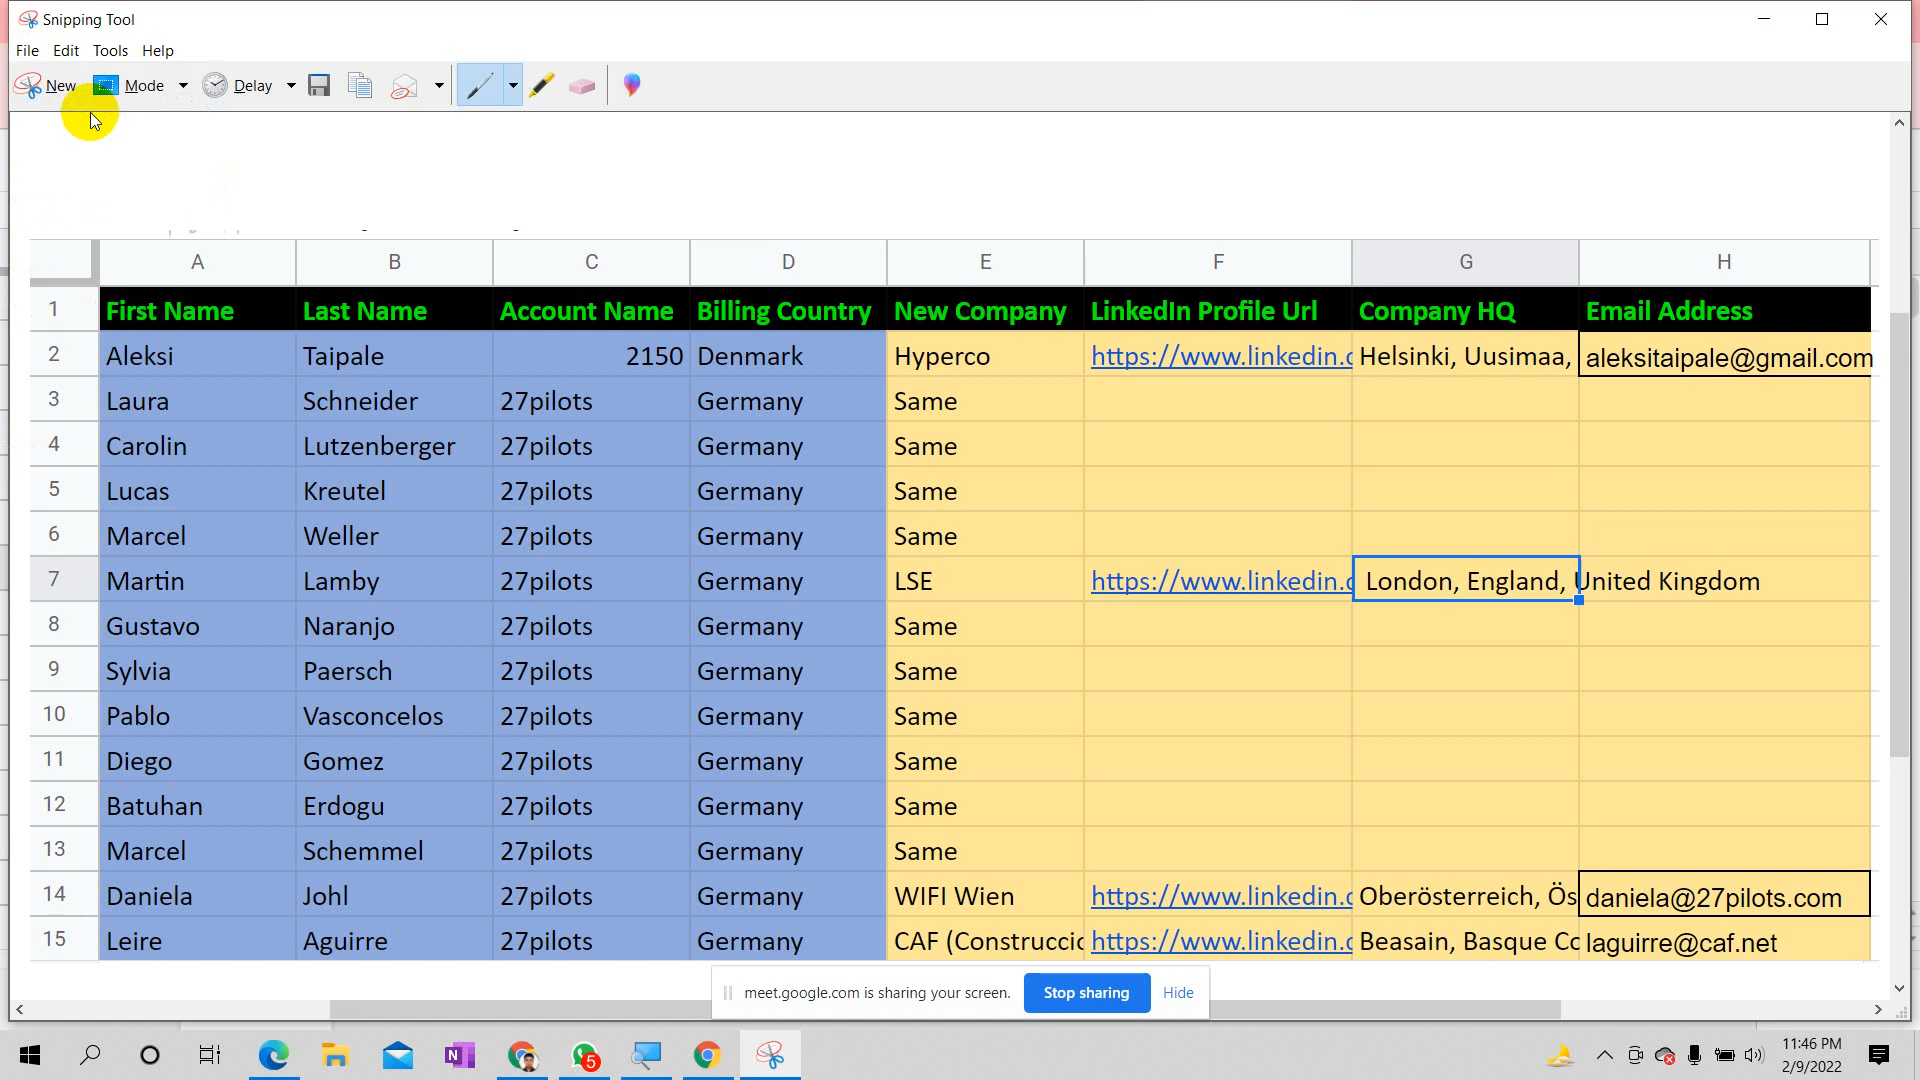 Snipping Tool
File Edit Tools Help
New Mode Delay
A B C D E F G H
1 First Name Last Name Account Name Billing Country New Company LinkedIn Profile Url Company HQ Email Address
2 Aleksi Taipale 2150 Denmark Hyperco https://www.linkedin.c Helsinki, Uusimaa, aleksitaipale@gmail.com
3 Laura Schneider 27pilots Germany Same
4 Carolin Lutzenberger 27pilots Germany Same
5 Lucas Kreutel 27pilots Germany Same
6 Marcel Weller 27pilots Germany Same
7 Martin Lamby 27pilots Germany LSE https://www.linkedin.c London, England, United Kingdom
8 Gustavo Naranjo 27pilots Germany Same
9 Sylvia Paersch 27pilots Germany Same
10 Pablo Vasconcelos 27pilots Germany Same
11 Diego Gomez 27pilots Germany Same
12 Batuhan Erdogu 27pilots Germany Same
13 Marcel Schemmel 27pilots Germany Same
14 Daniela Johl 27pilots Germany WIFI Wien https://www.linkedin.c Oberösterreich, Ös daniela@27pilots.com
15 Leire Aguirre 27pilots Germany CAF (Construccic https://www.linkedin.c Beasain, Basque Cc laguirre@caf.net
meet.google.com is sharing your screen. Stop sharing Hide
5
11:46 PM
2/9/2022